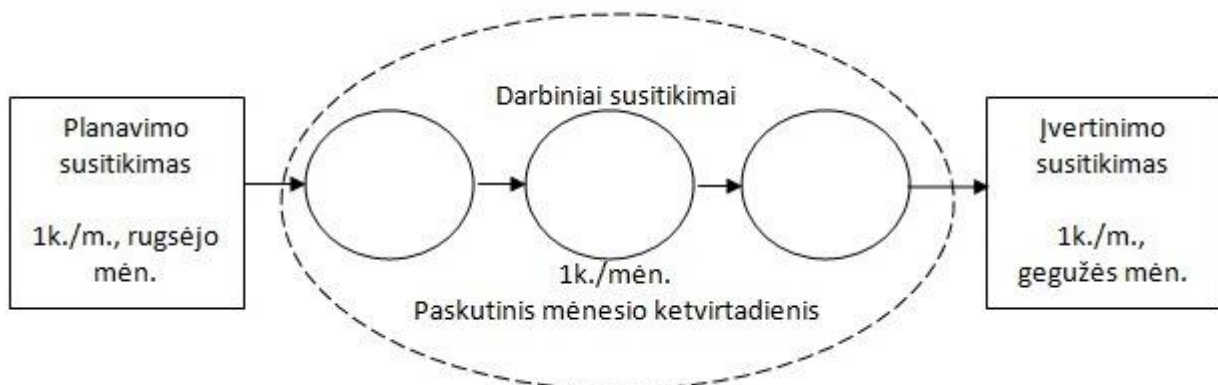 Planavimo
susitikimas
1k./m., rugsėjo
mėn.
Darbiniai susitikimai
1k./mėn.
Paskutinis mėnesio ketvirtadienis
Įvertinimo
susitikimas
1k./m.,
gegužės mėn.